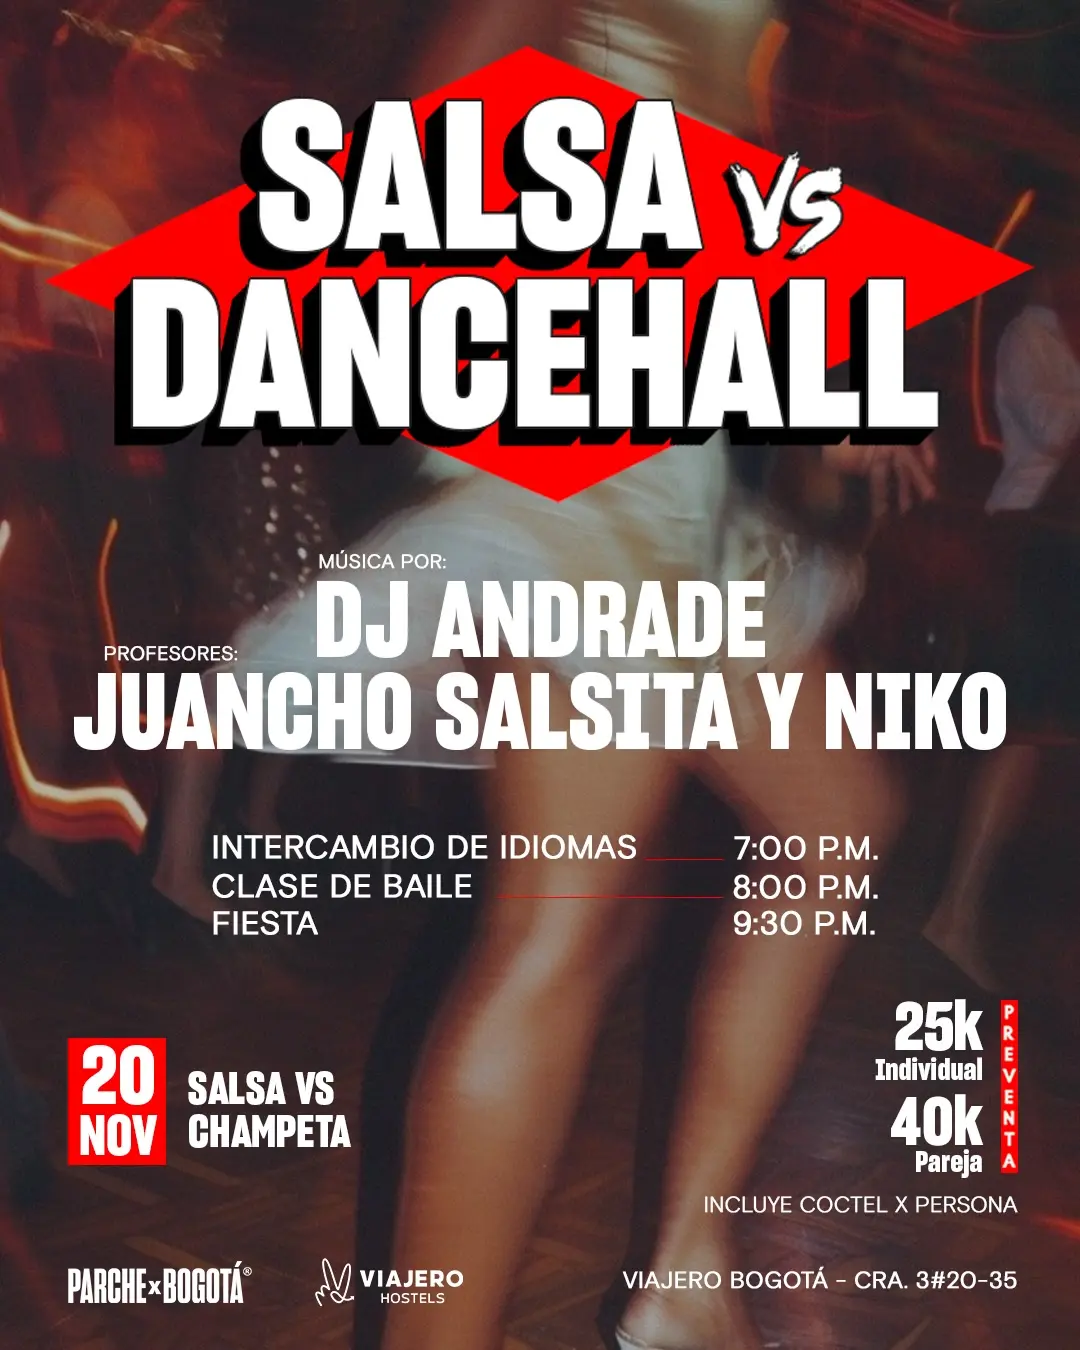 SALSA VS
DANCEHALL
MÚSICA POR:
DJ ANDRADE
PROFESORES:
JUANCHO SALSITA Y NIKO
INTERCAMBIO DE IDIOMAS 7:00 P.M.
CLASE DE BAILE 8:00 P.M.
FIESTA 9:30 P.M.
20
NOV
SALSA VS
CHAMPETA
25k
Individual
40k
Pareja
PREVENTA
INCLUYE COCTEL X PERSONA
PARCHExBOGOTÁ®
VIAJERO
HOSTELS
VIAJERO BOGOTÁ - CRA. 3#20-35